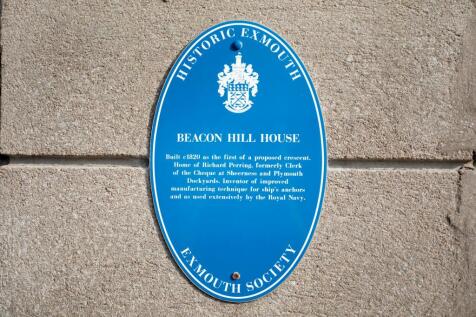 HISTORIC EXMOUTH
BEACON HILL HOUSE
Built c1820 as the first of a proposed crescent.
Home of Richard Perring, formerly Clerk
of the Cheque at Sheerness and Plymouth
Dockyards. Inventor of improved
manufacturing technique for ship's anchors
and as used extensively by the Royal Navy.
EXMOUTH SOCIETY